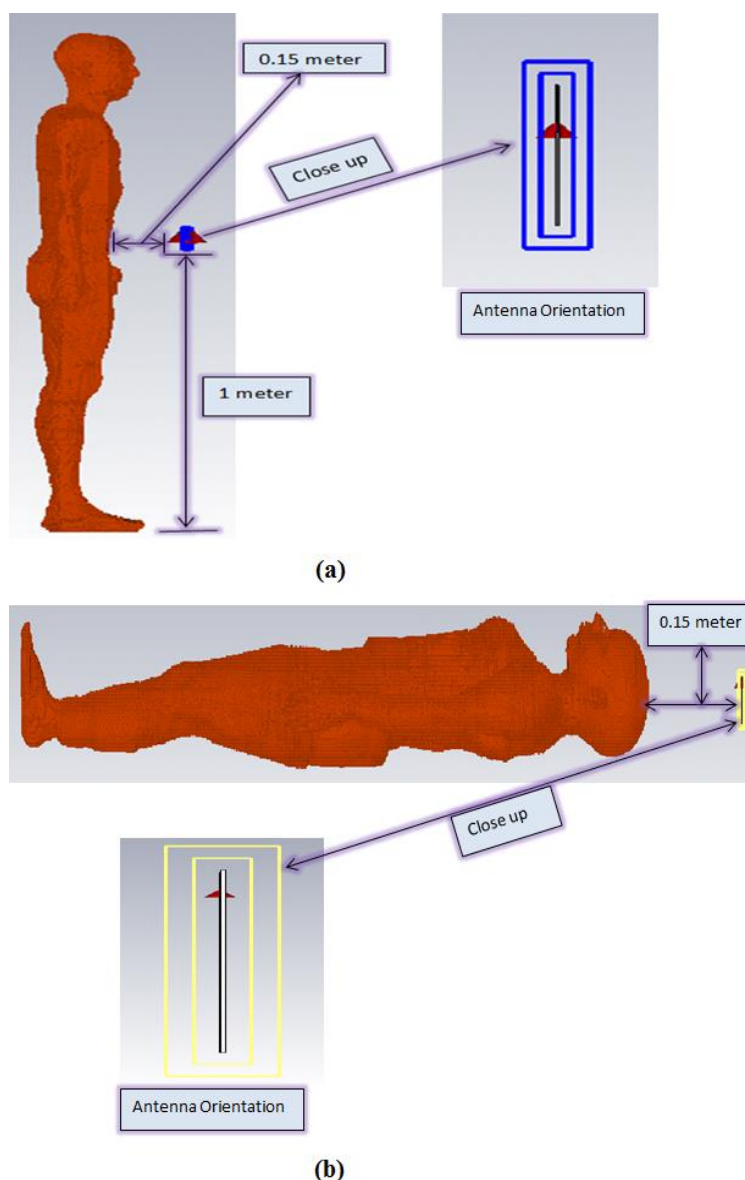 0.15 meter
Close up
Antenna Orientation
1 meter
(a)
0.15 meter
Close up
Antenna Orientation
(b)